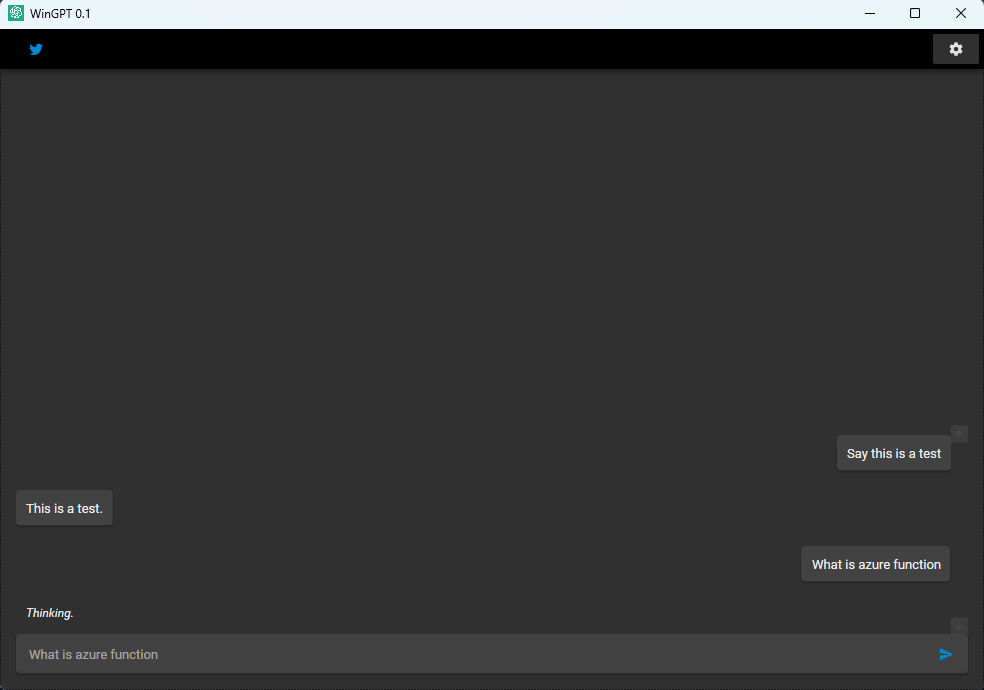 WinGPT 0.1
Say this is a test
This is a test.
What is azure function
Thinking.
What is azure function